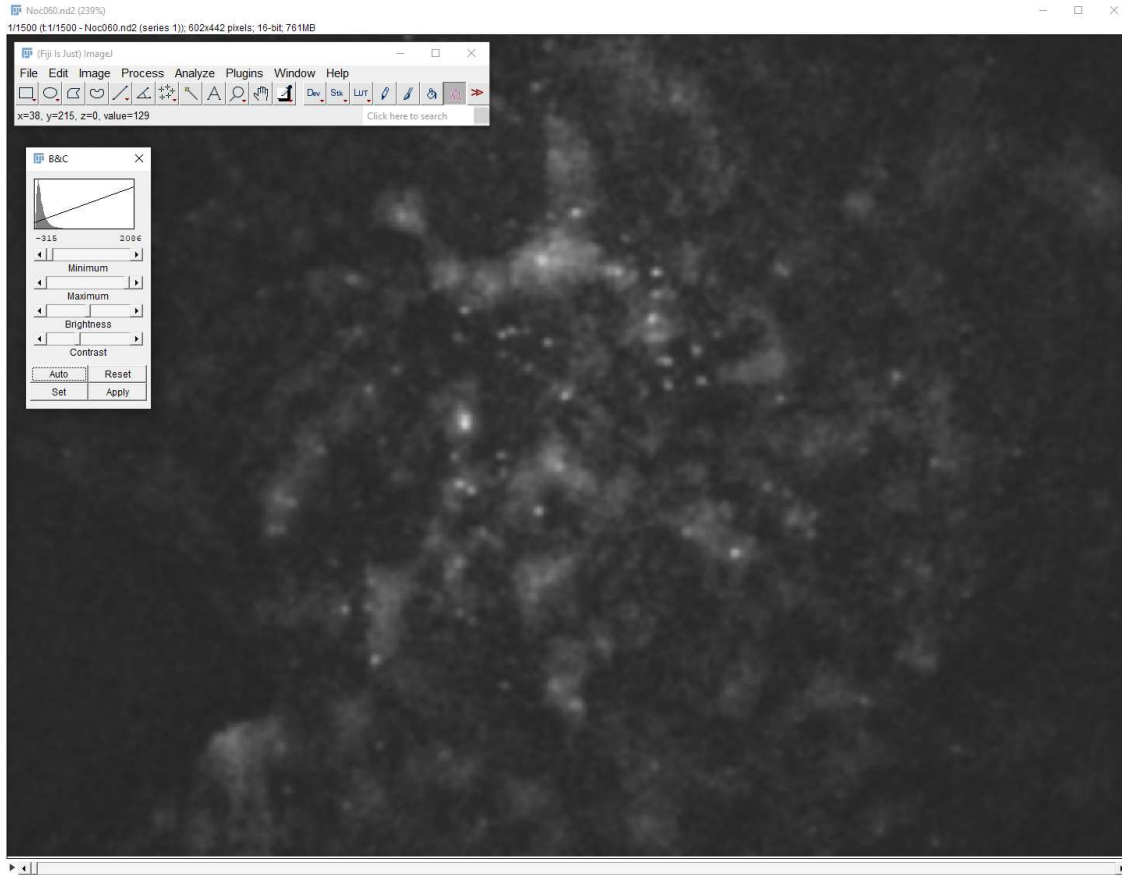 Noc060.nd2 (239%)
1/1500 (t:1/1500 - Noc060.nd2 (series 1)); 602x442 pixels; 16-bit; 761MB
(Fiji Is Just) ImageJ
File Edit Image Process Analyze Plugins Window Help
A Dev Stk LUT
x=38, y=215, z=0, value=129
Click here to search
B&C
-315 2086
Minimum
Maximum
Brightness
Contrast
Auto Reset
Set Apply